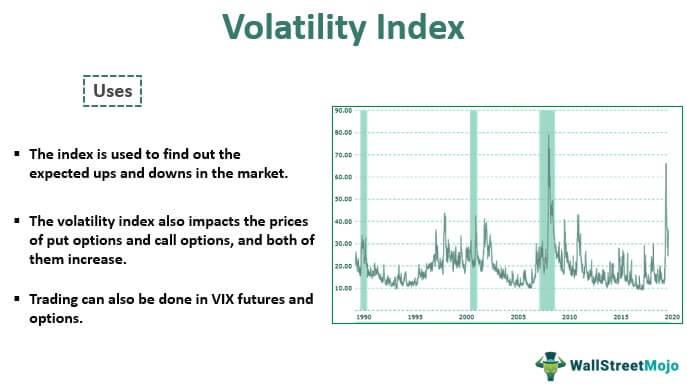 Volatility Index
Uses
▪ The index is used to find out the
expected ups and downs in the market.
▪ The volatility index also impacts the prices
of put options and call options, and both of
them increase.
▪ Trading can also be done in VIX futures and
options.
90.00
80.00
70.00
60.00
50.00
40.00
30.00
20.00
10.00
1990 1995 2000 2005 2010 2015 2020
WallStreetMojo